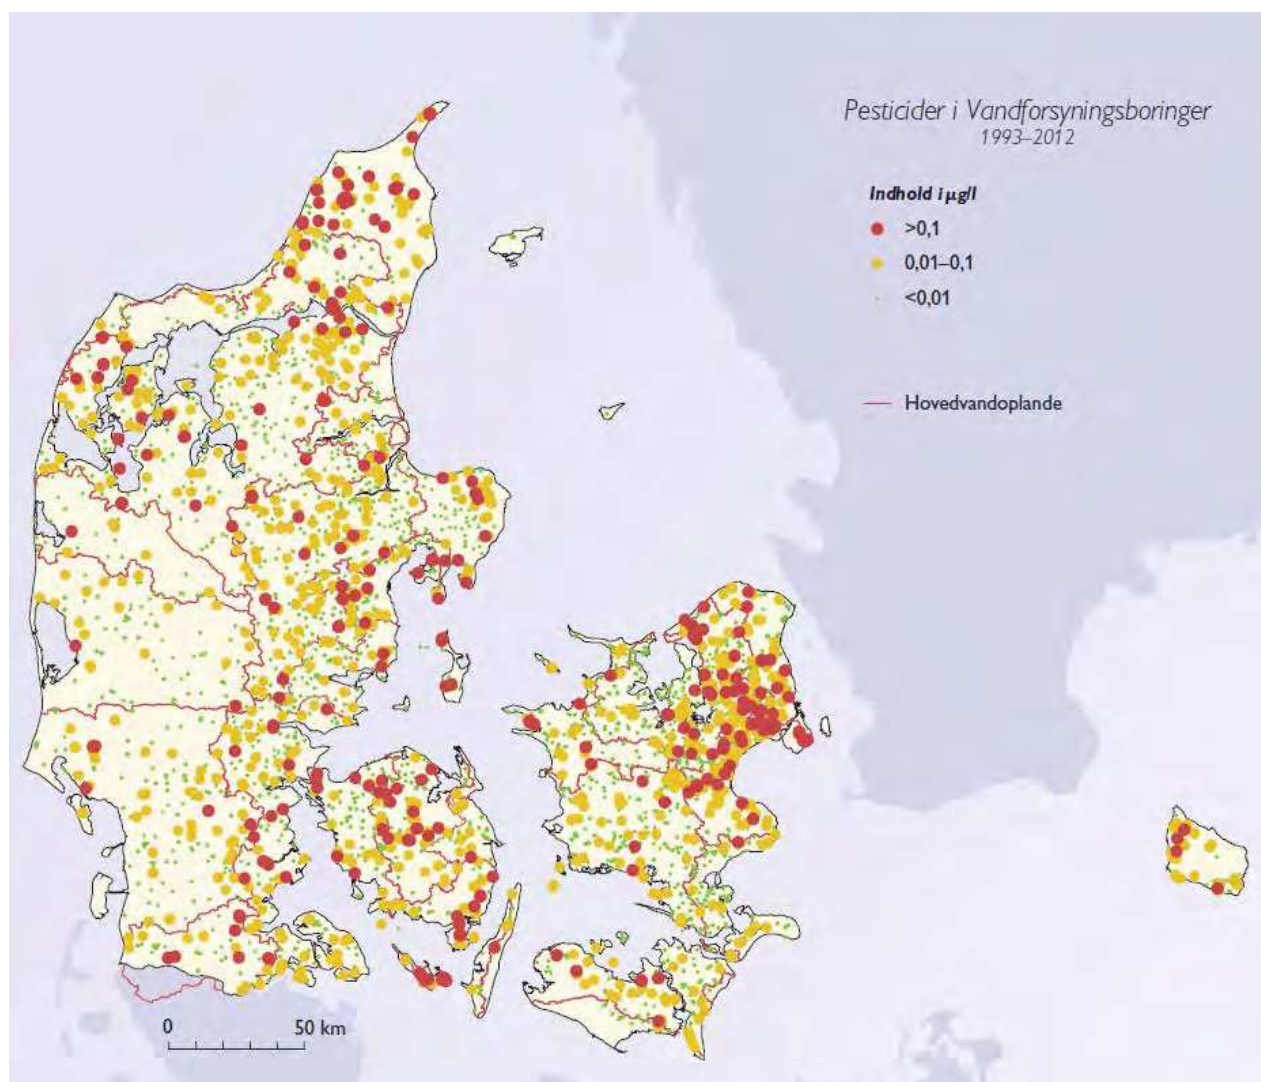 Pesticider i Vandforsyningsboringer
1993–2012
Indhold i µg/l
>0,1
0,01–0,1
<0,01
Hovedvandoplande
0 50 km